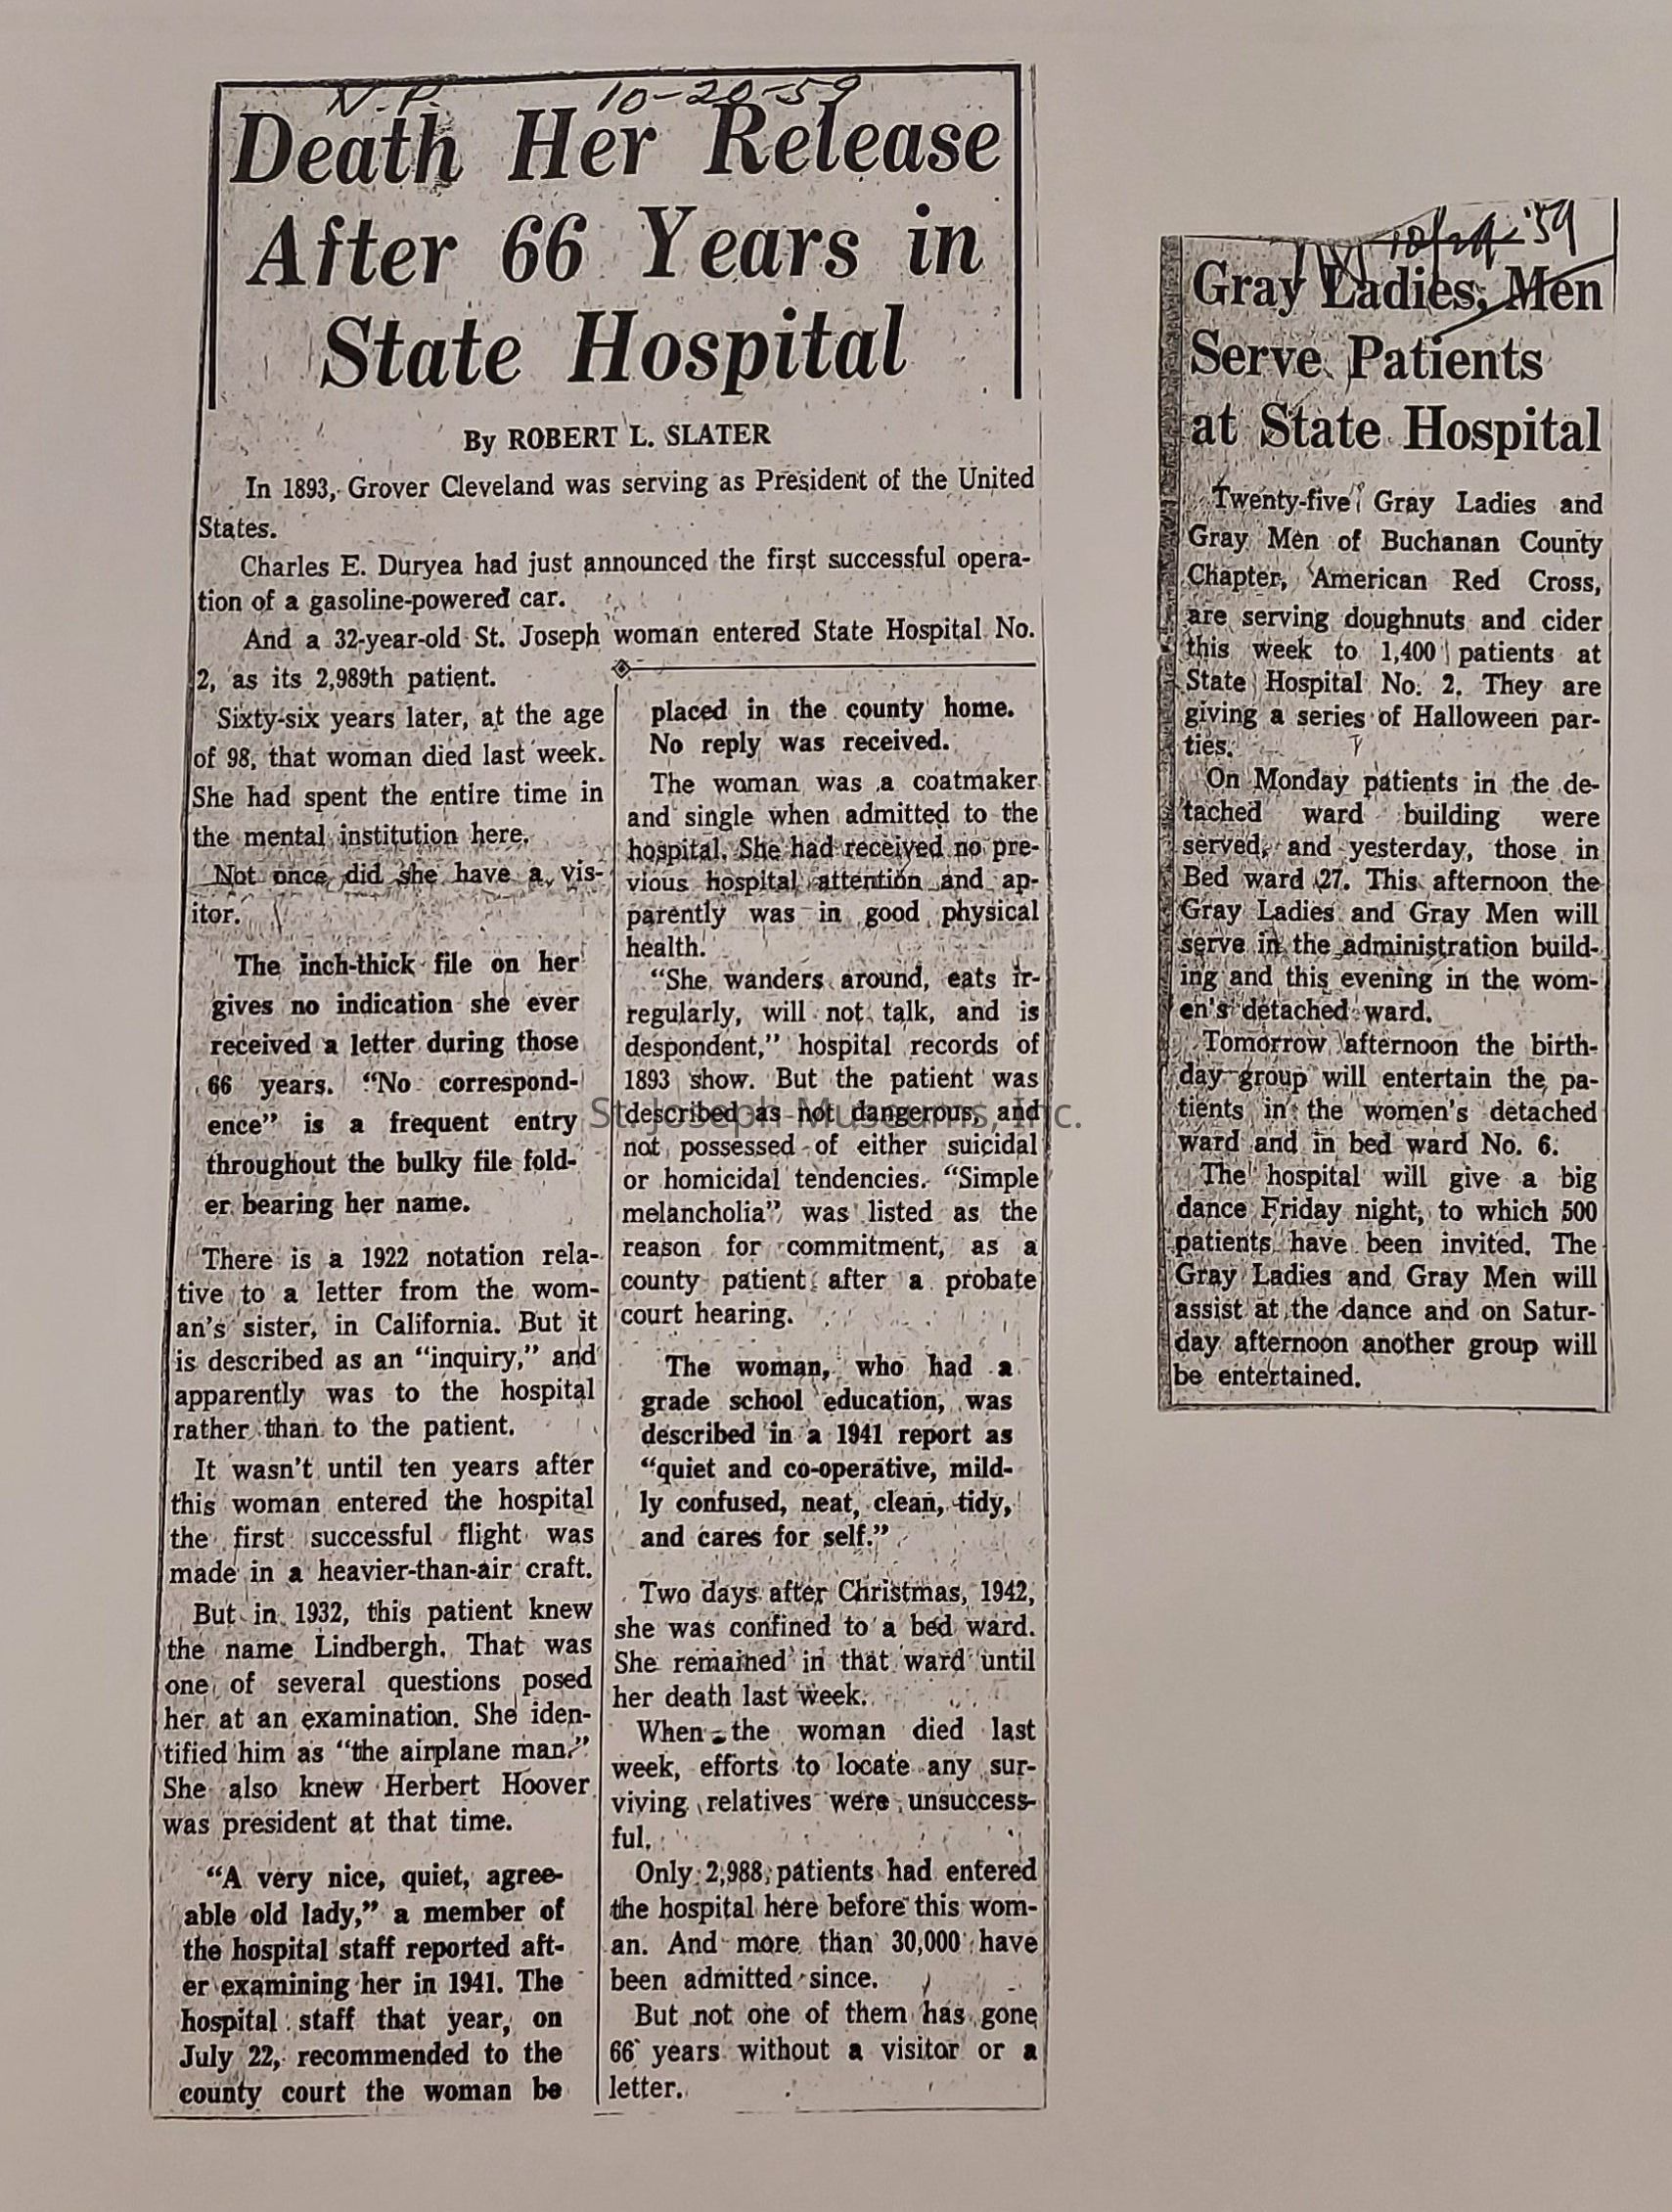 N.P. 10-20-59
Death Her Release
After 66 Years in
State Hospital
By ROBERT L. SLATER
In 1893, Grover Cleveland was serving as President of the United
States.
Charles E. Duryea had just announced the first successful opera-
tion of a gasoline-powered car.
And a 32-year-old St. Joseph woman entered State Hospital No.
2, as its 2,989th patient.
Sixty-six years later, at the age
of 98, that woman died last week.
She had spent the entire time in
the mental institution here.
Not once did she have a vis-
itor.
The inch-thick file on her
gives no indication she ever
received a letter during those
66 years. "No correspond-
ence" is a frequent entry
throughout the bulky file fold-
er bearing her name.
There is a 1922 notation rela-
tive to a letter from the wom-
an's sister, in California. But it
is described as an "inquiry," and
apparently was to the hospital
rather than to the patient.
It wasn't until ten years after
this woman entered the hospital
the first successful flight was
made in a heavier-than-air craft.
But in 1932, this patient knew
the name Lindbergh. That was
one of several questions posed
her at an examination. She iden-
tified him as "the airplane man."
She also knew Herbert Hoover
was president at that time.
"A very nice, quiet, agree-
able old lady," a member of
the hospital staff reported aft-
er examining her in 1941. The
hospital staff that year, on
July 22, recommended to the
county court the woman be
placed in the county home.
No reply was received.
The woman was a coatmaker
and single when admitted to the
hospital. She had received no pre-
vious hospital attention and ap-
parently was in good physical
health.
"She wanders around, eats ir-
regularly, will not talk, and is
despondent," hospital records of
1893 show. But the patient was
described as not dangerous, and
not possessed of either suicidal
or homicidal tendencies. "Simple
melancholia" was listed as the
reason for commitment, as a
county patient after a probate
court hearing.
The woman, who had a
grade school education, was
described in a 1941 report as
"quiet and co-operative, mild-
ly confused, neat, clean, tidy,
and cares for self."
Two days after Christmas, 1942,
she was confined to a bed ward.
She remained in that ward until
her death last week.
When the woman died last
week, efforts to locate any sur-
viving relatives were unsuccess-
ful.
Only 2,988 patients had entered
the hospital here before this wom-
an. And more than 30,000 have
been admitted since.
But not one of them has gone
66 years without a visitor or a
letter.
'59
Gray Ladies, Men
Serve Patients
at State Hospital
Twenty-five Gray Ladies and
Gray Men of Buchanan County
Chapter, American Red Cross,
are serving doughnuts and cider
this week to 1,400 patients at
State Hospital No. 2. They are
giving a series of Halloween par-
ties.
On Monday patients in the de-
tached ward building were
served, and yesterday, those in
Bed ward 27. This afternoon the
Gray Ladies and Gray Men will
serve in the administration build-
ing and this evening in the wom-
en's detached ward.
Tomorrow afternoon the birth-
day group will entertain the pa-
tients in the women's detached
ward and in bed ward No. 6.
The hospital will give a big
dance Friday night, to which 500
patients have been invited. The
Gray Ladies and Gray Men will
assist at the dance and on Satur-
day afternoon another group will
be entertained.
St. Joseph Museums, Inc.